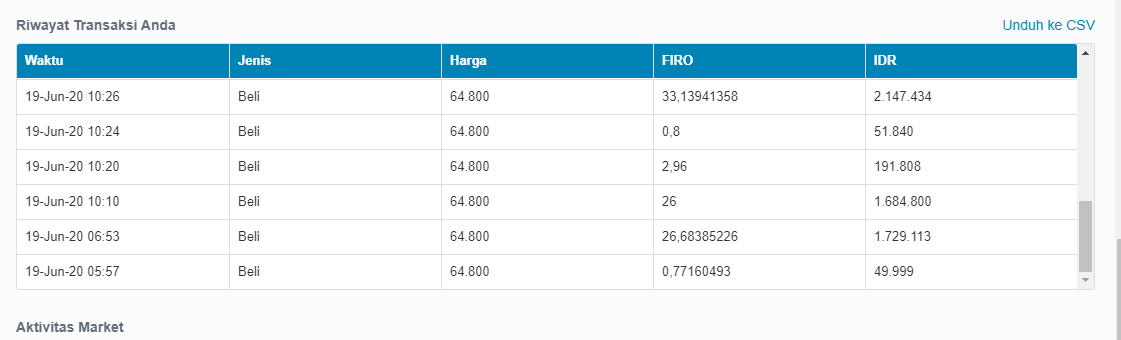 Riwayat Transaksi Anda Unduh ke CSV
Waktu Jenis Harga FIRO IDR
19-Jun-20 10:26 Beli 64.800 33,13941358 2.147.434
19-Jun-20 10:24 Beli 64.800 0,8 51.840
19-Jun-20 10:20 Beli 64.800 2,96 191.808
19-Jun-20 10:10 Beli 64.800 26 1.684.800
19-Jun-20 06:53 Beli 64.800 26,68385226 1.729.113
19-Jun-20 05:57 Beli 64.800 0,77160493 49.999
Aktivitas Market